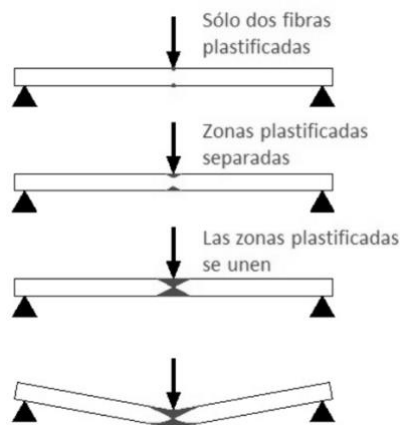 Sólo dos fibras
plastificadas
Zonas plastificadas
separadas
Las zonas plastificadas
se unen